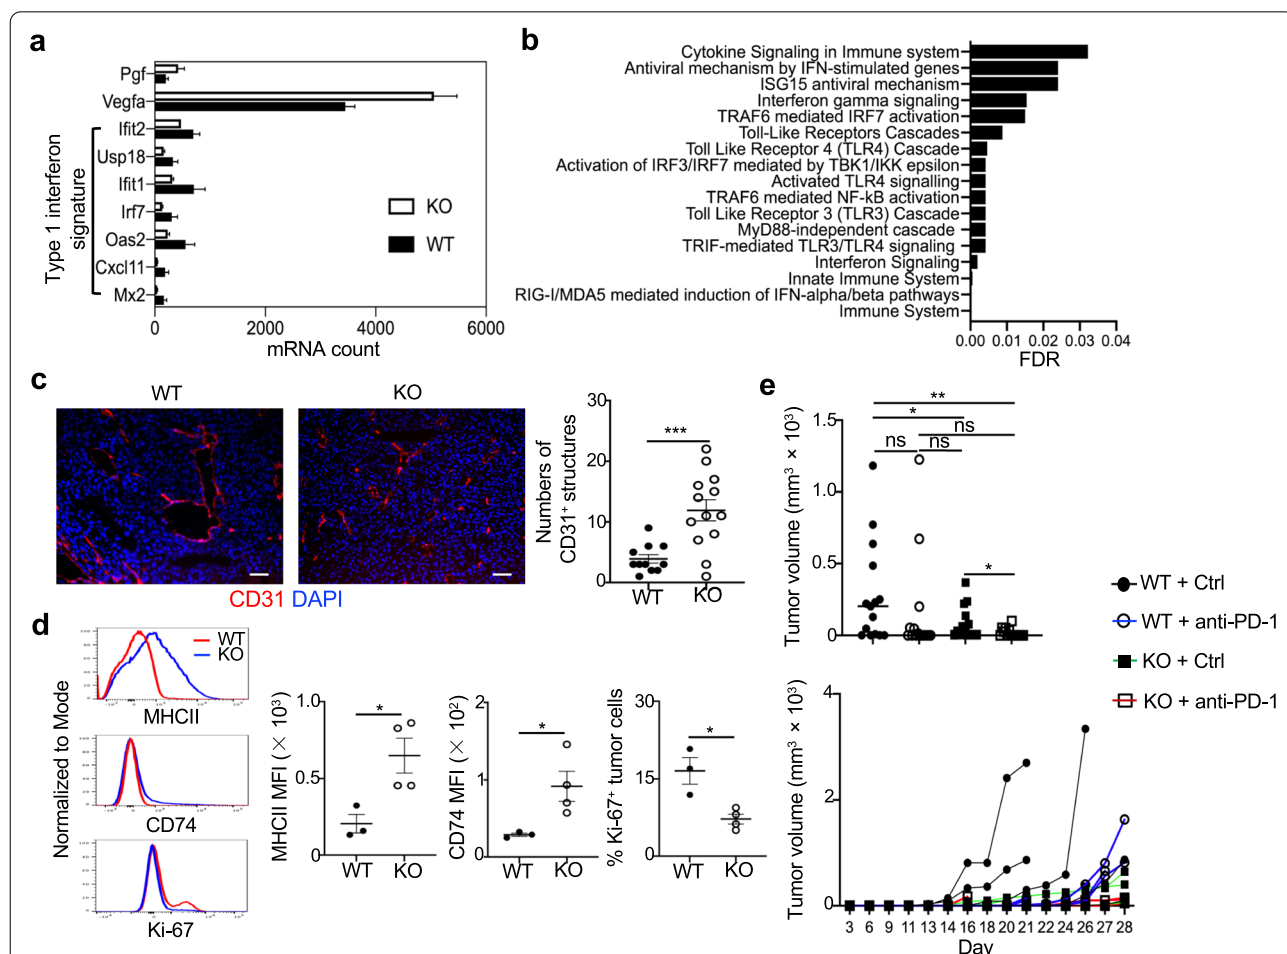 a
Pgf
Vegfa
Ifit2
Usp18
Ifit1
Irf7
Oas2
Cxcl11
Mx2
Type 1 interferon
signature
KO
WT
0 2000 4000 6000
mRNA count
b
Cytokine Signaling in Immune system
Antiviral mechanism by IFN-stimulated genes
ISG15 antiviral mechanism
Interferon gamma signaling
TRAF6 mediated IRF7 activation
Toll-Like Receptors Cascades
Toll Like Receptor 4 (TLR4) Cascade
Activation of IRF3/IRF7 mediated by TBK1/IKK epsilon
Activated TLR4 signalling
TRAF6 mediated NF-kB activation
Toll Like Receptor 3 (TLR3) Cascade
MyD88-independent cascade
TRIF-mediated TLR3/TLR4 signaling
Interferon Signaling
Innate Immune System
RIG-I/MDA5 mediated induction of IFN-alpha/beta pathways
Immune System
0.00 0.01 0.02 0.03 0.04
FDR
c
WT KO
CD31 DAPI
Numbers of
CD31⁺ structures
30
20
10
0
***
WT KO
d
Normalized to Mode
WT
KO
MHCII
CD74
Ki-67
MHCII MFI (× 10³)
1.0
0.5
0
*
WT KO
CD74 MFI (× 10²)
2
1
0
*
WT KO
% Ki-67⁺ tumor cells
30
15
0
*
WT KO
e
Tumor volume (mm³ × 10³)
1.5
1.0
0.5
0
**
*
ns
ns ns
*
WT + Ctrl
WT + anti-PD-1
KO + Ctrl
KO + anti-PD-1
Tumor volume (mm³ × 10³)
4
2
0
3 6 9 11 13 14 16 18 20 21 22 24 26 27 28
Day